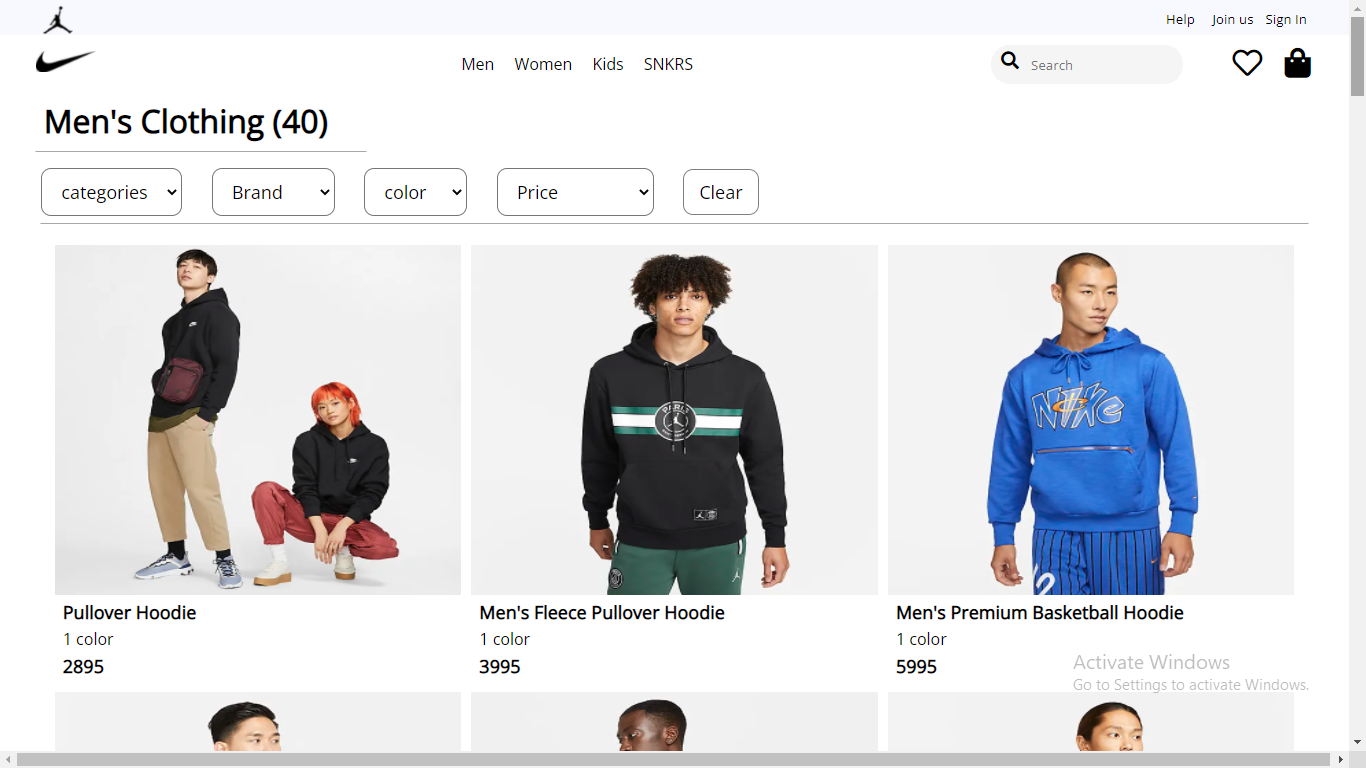 Help Join us Sign In
Men Women Kids SNKRS Search
Men's Clothing (40)
categories Brand color Price Clear
PARIS
NIKE
Pullover Hoodie Men's Fleece Pullover Hoodie Men's Premium Basketball Hoodie
1 color 1 color 1 color
2895 3995 5995
Activate Windows
Go to Settings to activate Windows.